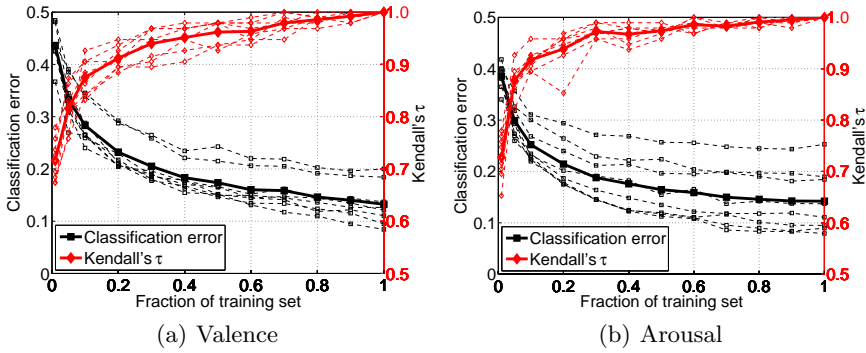 0.5
0.4
0.3
0.2
0.1
0
Classification error
1.0
0.9
0.8
0.7
0.6
0.5
Kendall's τ
Classification error
Kendall's τ
0 0.2 0.4 0.6 0.8 1
Fraction of training set
(a) Valence
0.5
0.4
0.3
0.2
0.1
0
Classification error
1.0
0.9
0.8
0.7
0.6
0.5
Kendall's τ
Classification error
Kendall's τ
0 0.2 0.4 0.6 0.8 1
Fraction of training set
(b) Arousal